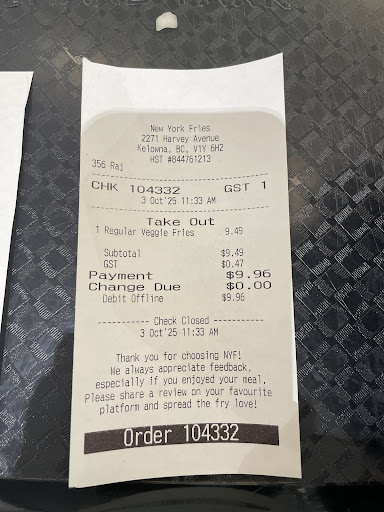 New York Fries
2271 Harvey Avenue
Kelowna, BC, V1Y 6H2
HST #844761213
356 Raj
CHK 104332 GST 1
3 Oct'25 11:33 AM
Take Out
1 Regular Veggie Fries 9.49
Subtotal $9.49
GST $0.47
Payment $9.96
Change Due $0.00
Debit Offline $9.96
---------- Check Closed ----------
3 Oct'25 11:33 AM
Thank you for choosing NYF!
We always appreciate feedback,
especially if you enjoyed your meal.
Please share a review on your favourite
platform and spread the fry love!
Order 104332